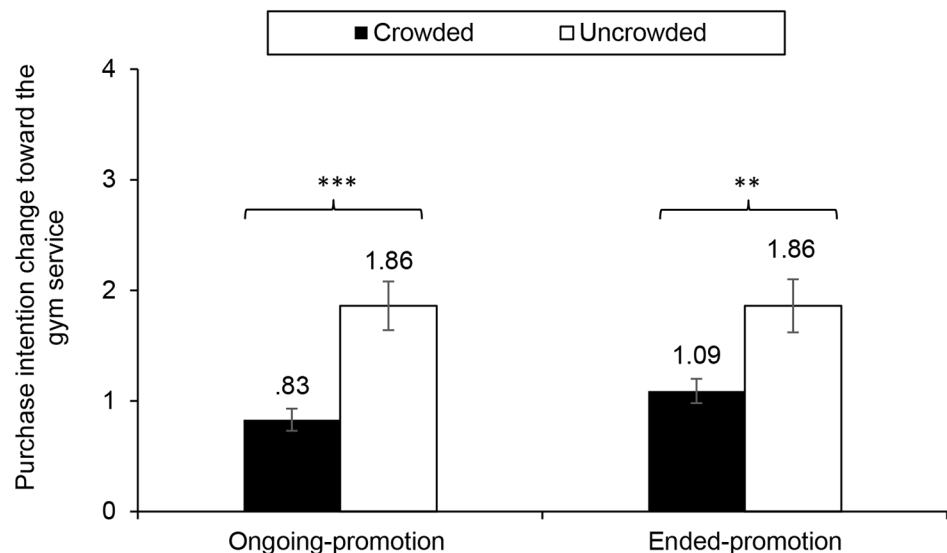 Crowded Uncrowded
Purchase intention change toward the
gym service
4
3
2
1
0
***
**
.83
1.86
1.09
1.86
Ongoing-promotion Ended-promotion